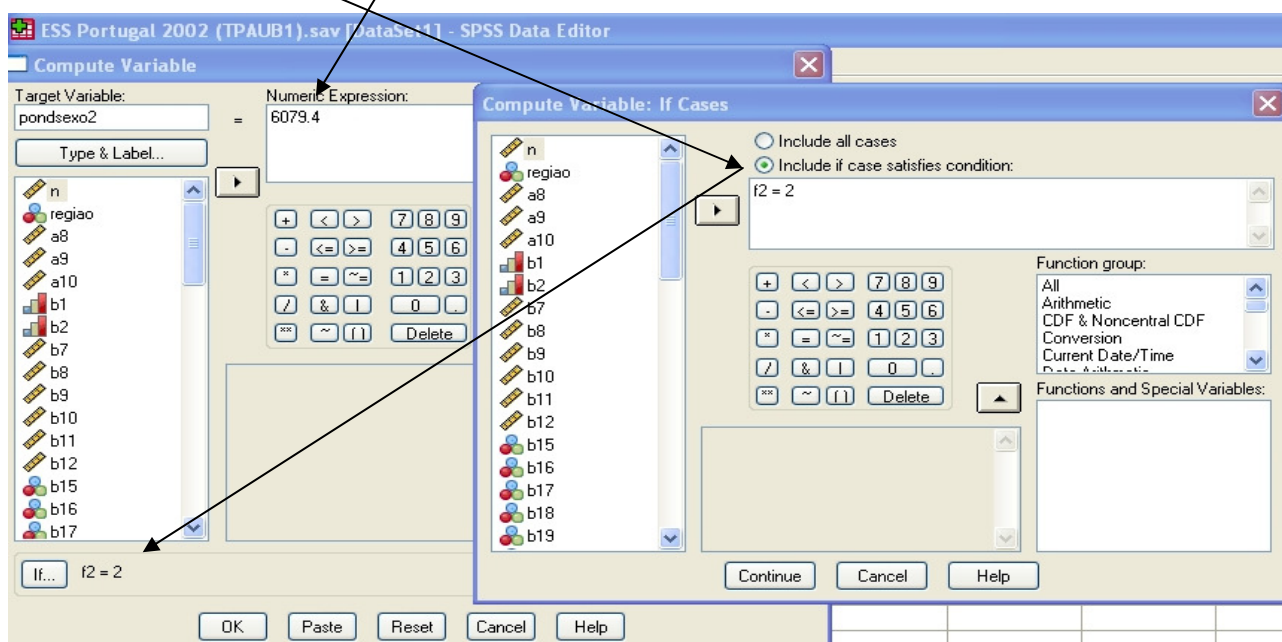 ESS Portugal 2002 (TPAUB1).sav [DataSet1] - SPSS Data Editor
Compute Variable
Target Variable:
pondsexo2
=
Numeric Expression:
6079.4
Type & Label...
n
regiao
a8
a9
a10
b1
b2
b7
b8
b9
b10
b11
b12
b15
b16
b17
+ < > 7 8 9
- <= >= 4 5 6
* = ~= 1 2 3
/ & | 0 .
** ~ () Delete
If... f2 = 2
OK Paste Reset Cancel Help
Compute Variable: If Cases
n
regiao
a8
a9
a10
b1
b2
b7
b8
b9
b10
b11
b12
b15
b16
b17
b18
b19
Include all cases
Include if case satisfies condition:
f2 = 2
+ < > 7 8 9
- <= >= 4 5 6
* = ~= 1 2 3
/ & | 0 .
** ~ () Delete
Function group:
All
Arithmetic
CDF & Noncentral CDF
Conversion
Current Date/Time
Date Arithmetic
Functions and Special Variables:
Continue Cancel Help